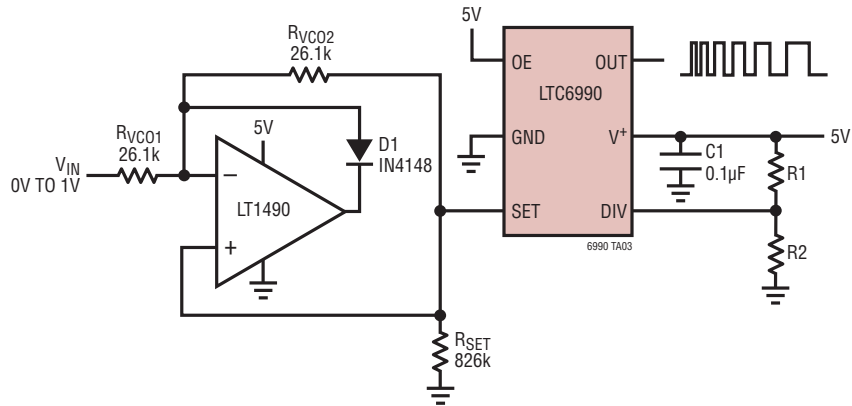 RVCO2
26.1k
5V
OE
OUT
LTC6990
RVCO1
26.1k
5V
D1
IN4148
GND
V+
5V
VIN
0V TO 1V
–
LT1490
C1
0.1µF
R1
+
SET
DIV
6990 TA03
R2
RSET
826k